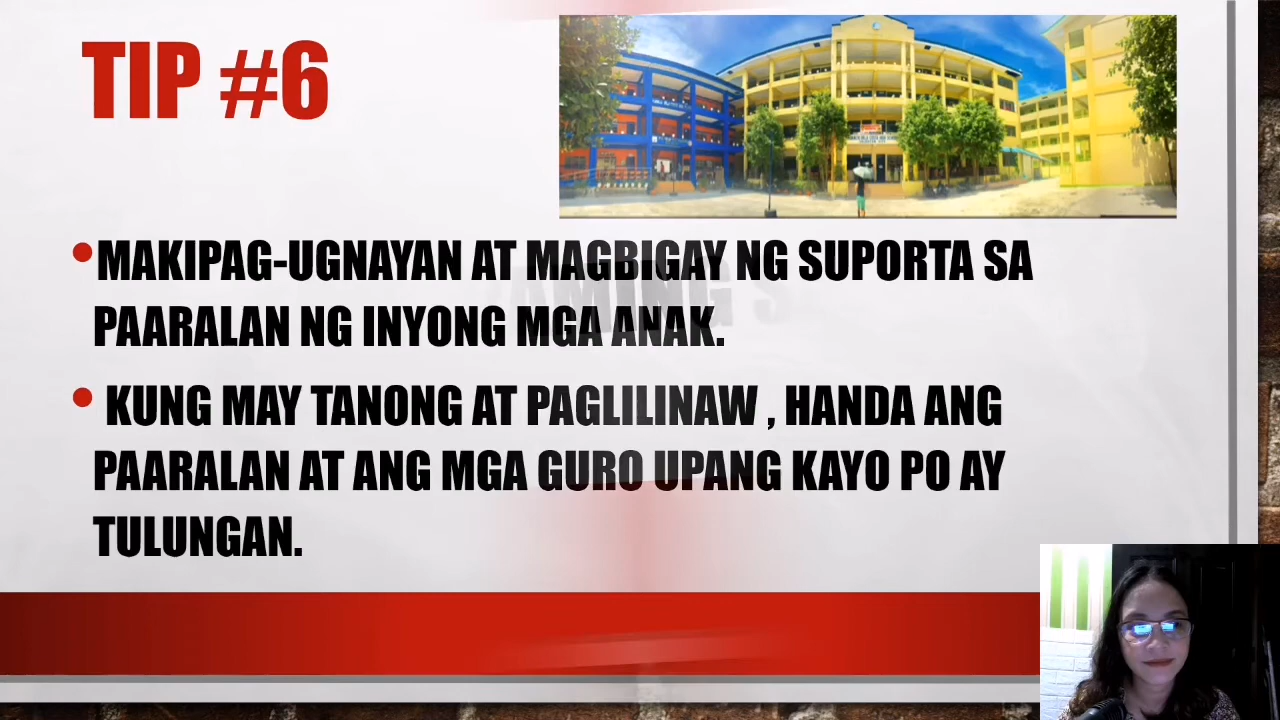 TIP #6
•MAKIPAG-UGNAYAN AT MAGBIGAY NG SUPORTA SA
PAARALAN NG INYONG MGA ANAK.
• KUNG MAY TANONG AT PAGLILINAW , HANDA ANG
PAARALAN AT ANG MGA GURO UPANG KAYO PO AY
TULUNGAN.